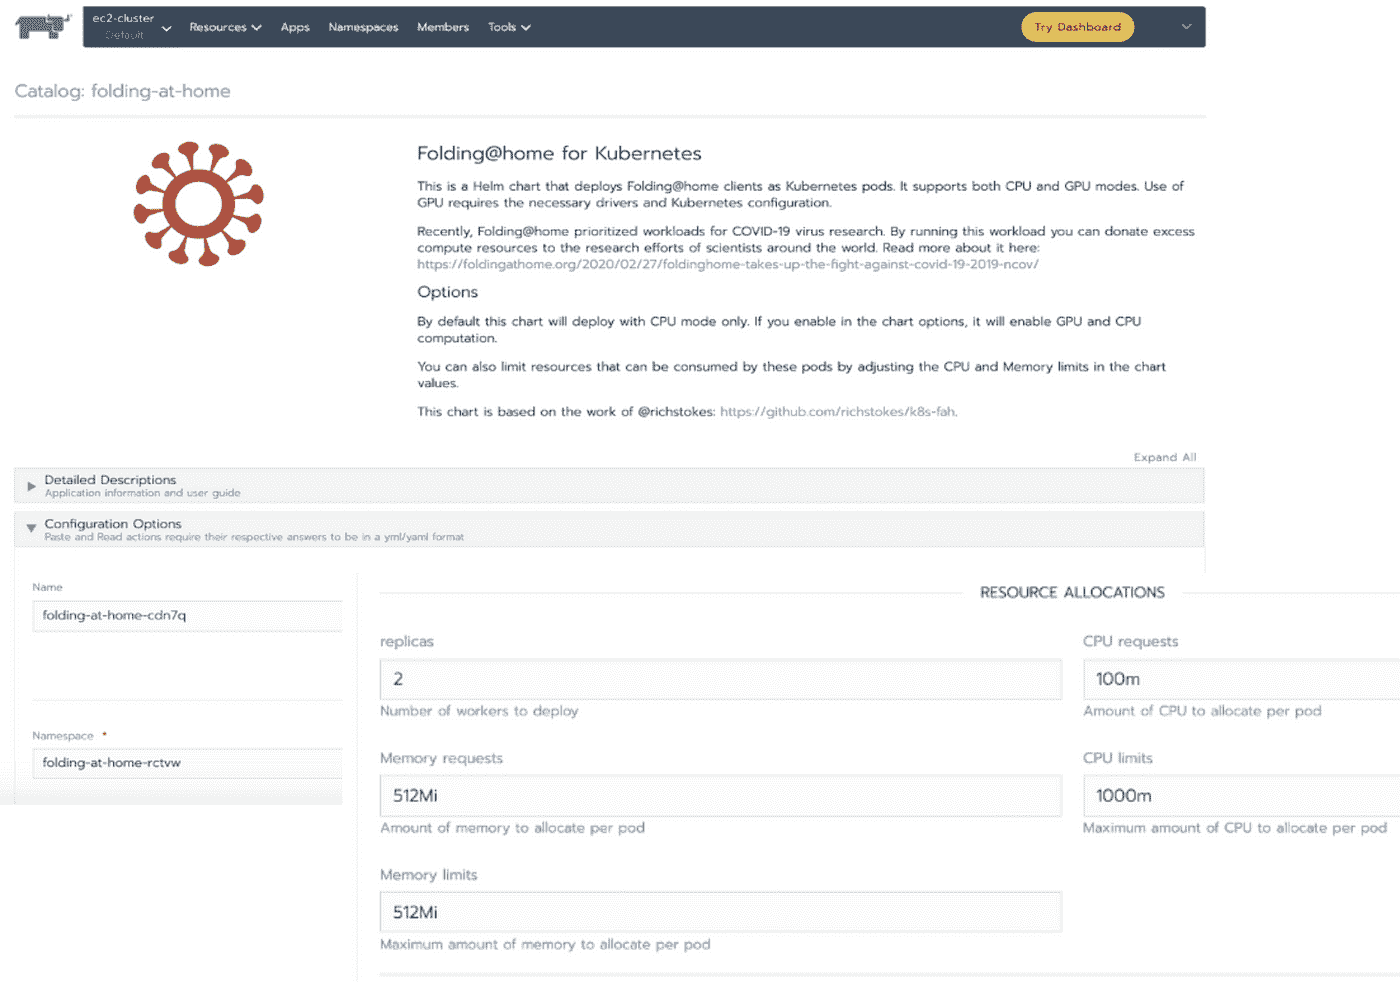 ec2-cluster
Default
Resources
Apps
Namespaces
Members
Tools
Try Dashboard
Catalog: folding-at-home
Folding@home for Kubernetes
This is a Helm chart that deploys Folding@home clients as Kubernetes pods. It supports both CPU and GPU modes. Use of
GPU requires the necessary drivers and Kubernetes configuration.
Recently, Folding@home prioritized workloads for COVID-19 virus research. By running this workload you can donate excess
compute resources to the research efforts of scientists around the world. Read more about it here:
https://foldingathome.org/2020/02/27/foldinghome-takes-up-the-fight-against-covid-19-2019-ncov/
Options
By default this chart will deploy with CPU mode only. If you enable in the chart options, it will enable GPU and CPU
computation.
You can also limit resources that can be consumed by these pods by adjusting the CPU and Memory limits in the chart
values.
This chart is based on the work of @richstokes: https://github.com/richstokes/k8s-fah.
Expand All
Detailed Descriptions
Application information and user guide
Configuration Options
Paste and Read actions require their respective answers to be in a yml/yaml format
Name
folding-at-home-cdn7q
Namespace *
folding-at-home-rctvw
RESOURCE ALLOCATIONS
replicas
2
Number of workers to deploy
CPU requests
100m
Amount of CPU to allocate per pod
Memory requests
512Mi
Amount of memory to allocate per pod
CPU limits
1000m
Maximum amount of CPU to allocate per pod
Memory limits
512Mi
Maximum amount of memory to allocate per pod